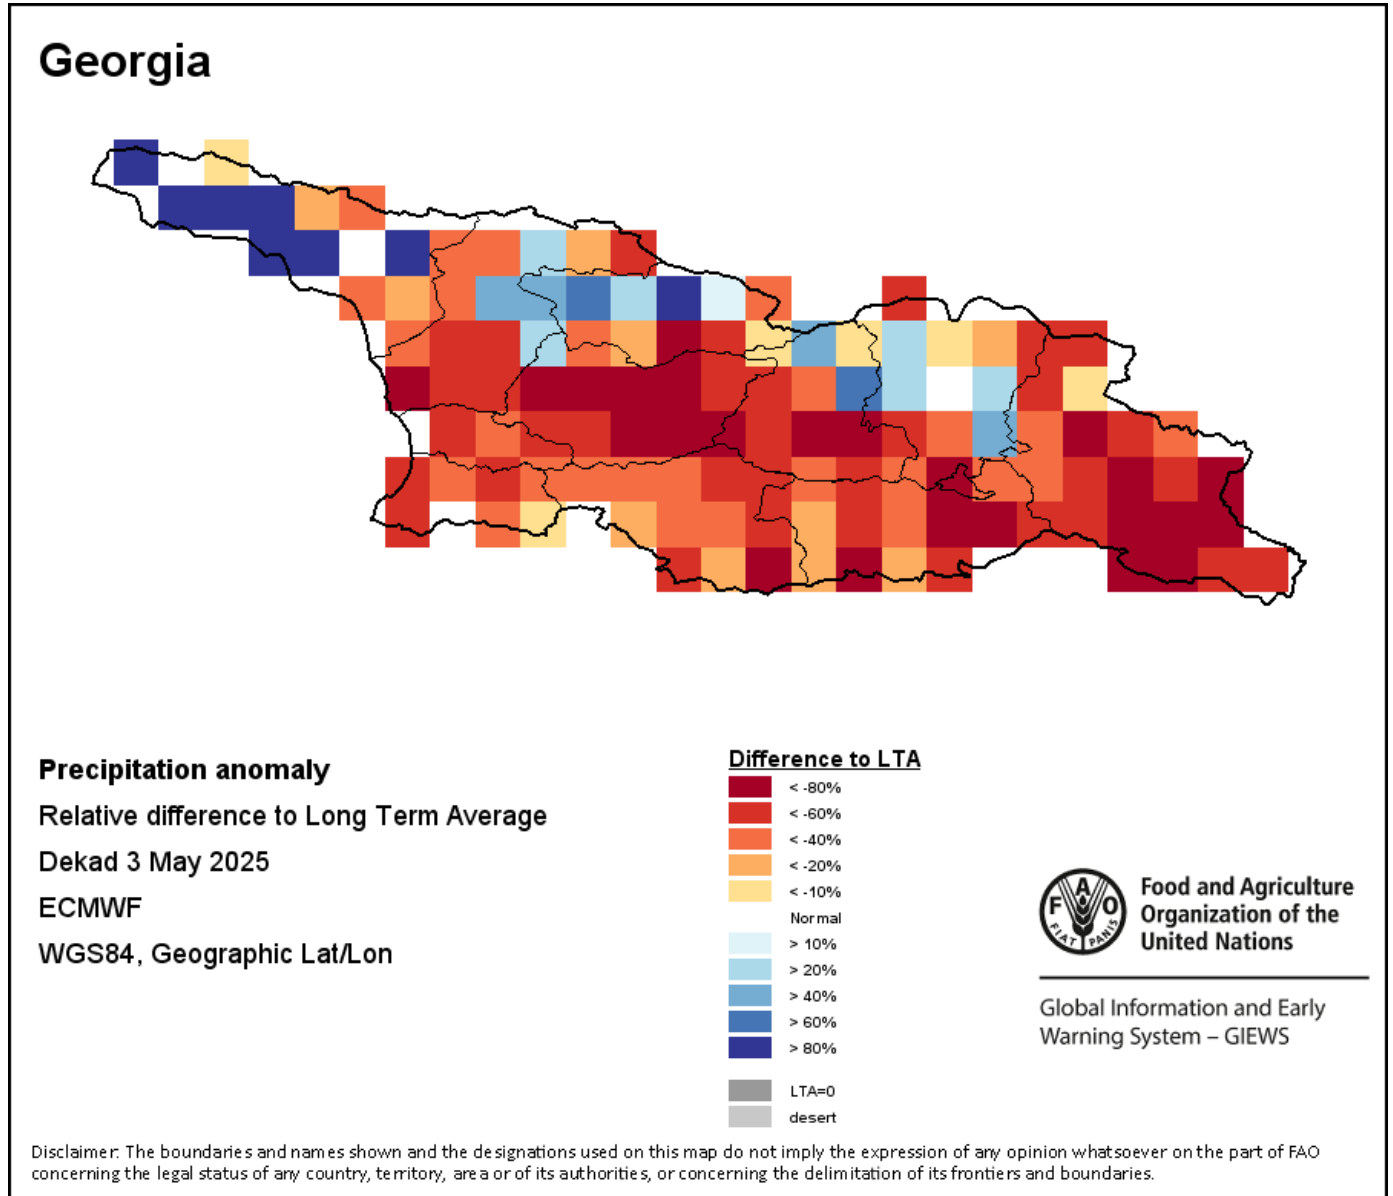 Georgia
Precipitation anomaly
Relative difference to Long Term Average
Dekad 3 May 2025
ECMWF
WGS84, Geographic Lat/Lon
Difference to LTA
< -80%
< -60%
< -40%
< -20%
< -10%
Normal
> 10%
> 20%
> 40%
> 60%
> 80%
LTA=0
desert
F A O
FIAT PANIS
Food and Agriculture
Organization of the
United Nations
Global Information and Early
Warning System – GIEWS
Disclaimer: The boundaries and names shown and the designations used on this map do not imply the expression of any opinion whatsoever on the part of FAO
concerning the legal status of any country, territory, area or of its authorities, or concerning the delimitation of its frontiers and boundaries.